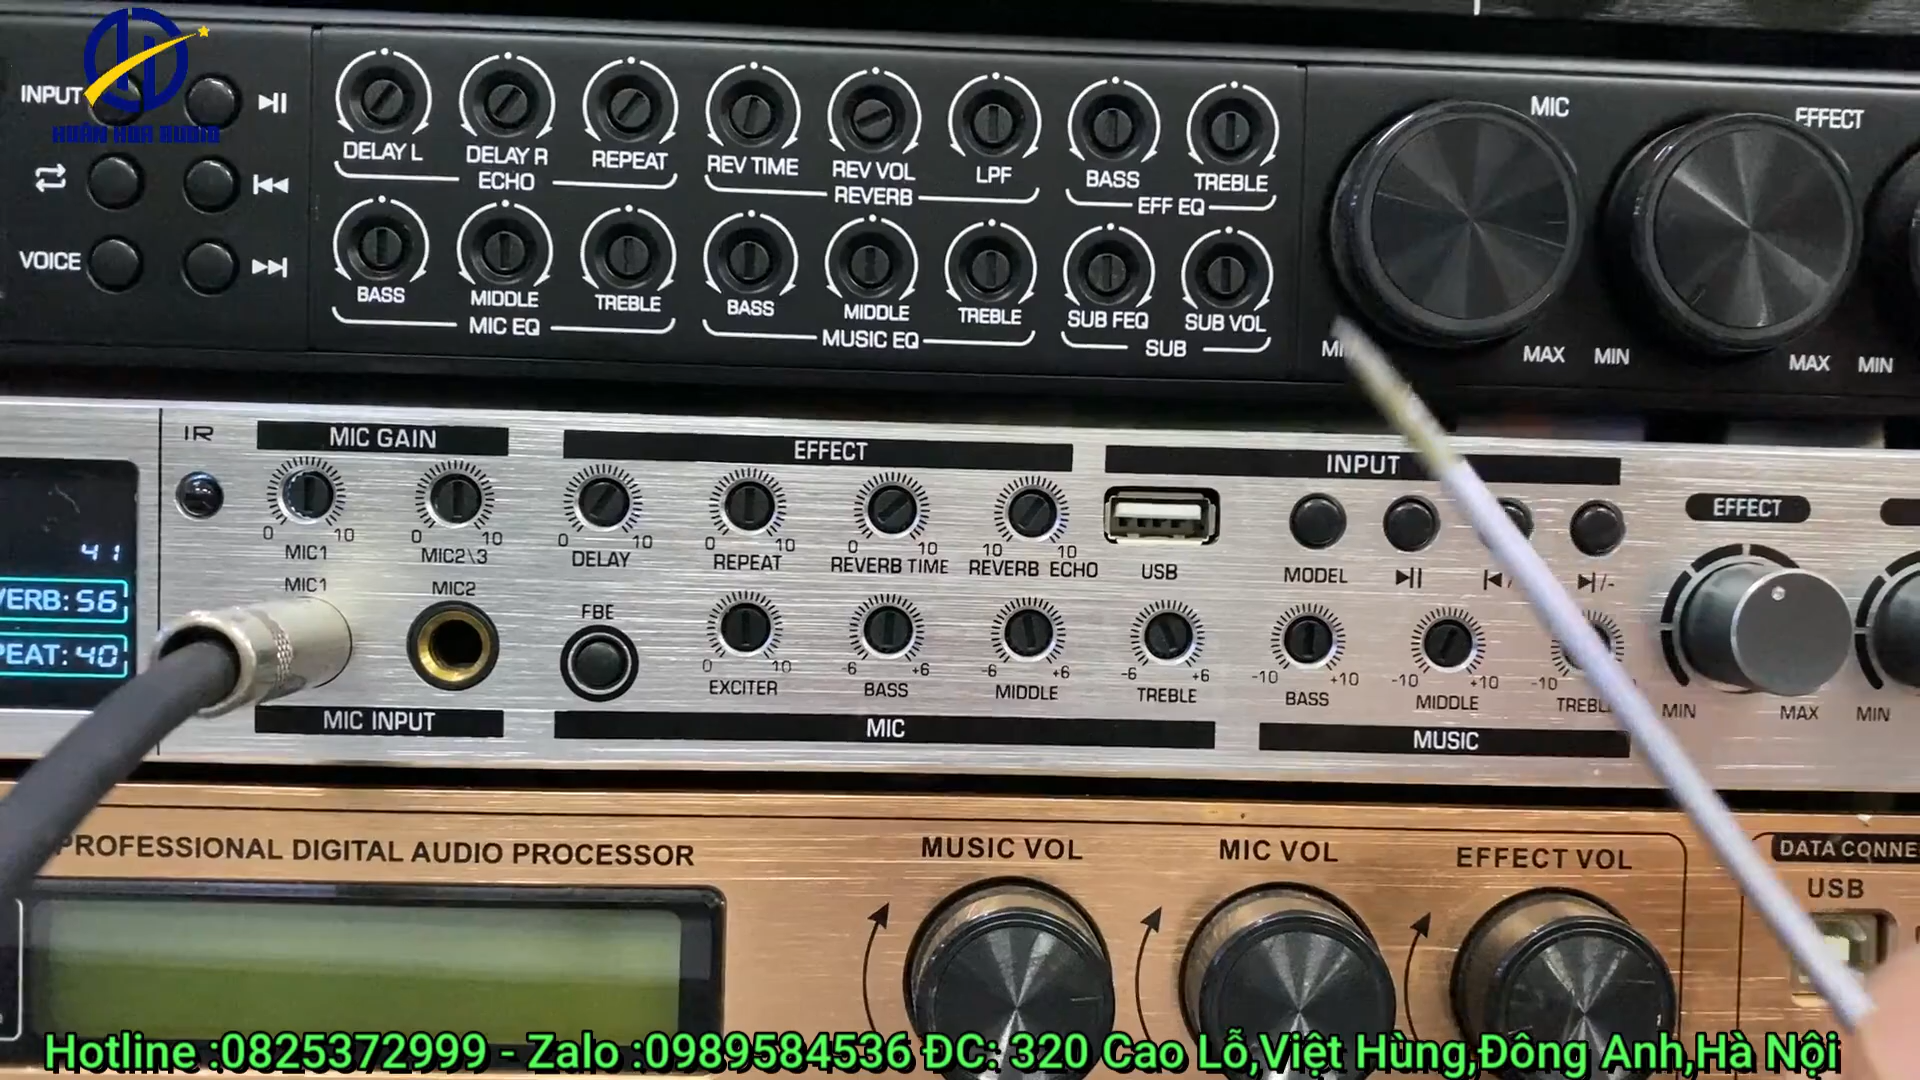 HUÂN HOA AUDIO
INPUT
VOICE
DELAY L DELAY R REPEAT
ECHO
REV TIME REV VOL LPF
REVERB
BASS TREBLE
EFF EQ
BASS MIDDLE TREBLE
MIC EQ
BASS MIDDLE TREBLE
MUSIC EQ
SUB FEQ SUB VOL
SUB
MIC
MAX
EFFECT
MIN MAX
MIN
IR
MIC GAIN
0 10
MIC1
0 10
MIC2\3
MIC1
MIC2
MIC INPUT
41
VERB: 56
PEAT: 40
EFFECT
0 10
DELAY
0 10
REPEAT
0 10
REVERB TIME
10 10
REVERB ECHO
INPUT
USB
MODEL
FBE
0 10
EXCITER
-6 +6
BASS
-6 +6
MIDDLE
-6 +6
TREBLE
MIC
-10 +10
BASS
-10 +10
MIDDLE
-10
MUSIC
EFFECT
MIN MAX
MIN
PROFESSIONAL DIGITAL AUDIO PROCESSOR
MUSIC VOL
MIC VOL
EFFECT VOL
DATA CONNE
USB
Hotline :0825372999 - Zalo :0989584536 ĐC: 320 Cao Lỗ,Việt Hùng,Đông Anh,Hà Nội